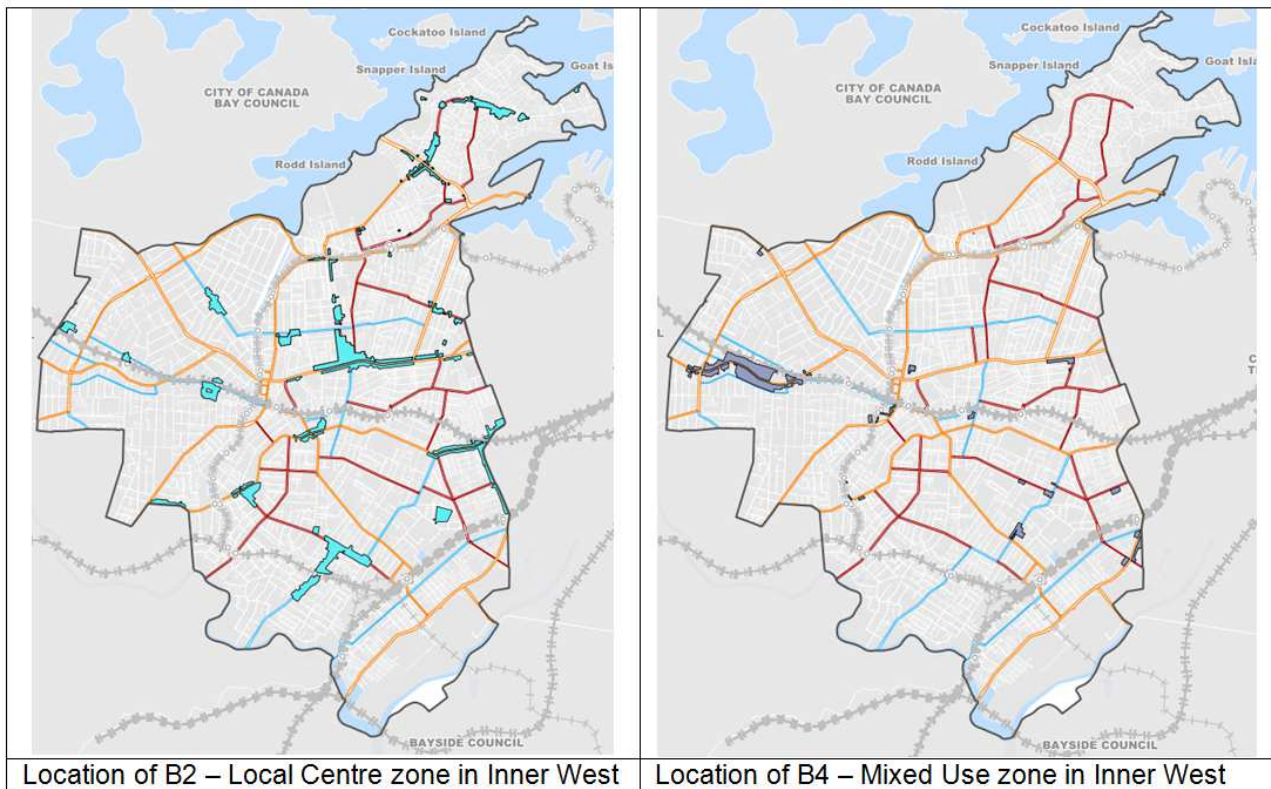 Cockatoo Island
Snapper Island
Goat Is
CITY OF CANADA
BAY COUNCIL
Rodd Island
BAYSIDE COUNCIL
Location of B2 – Local Centre zone in Inner West
Cockatoo Island
Snapper Island
Goat Isla
CITY OF CANADA
BAY COUNCIL
Rodd Island
L
C
BAYSIDE COUNCIL
Location of B4 – Mixed Use zone in Inner West